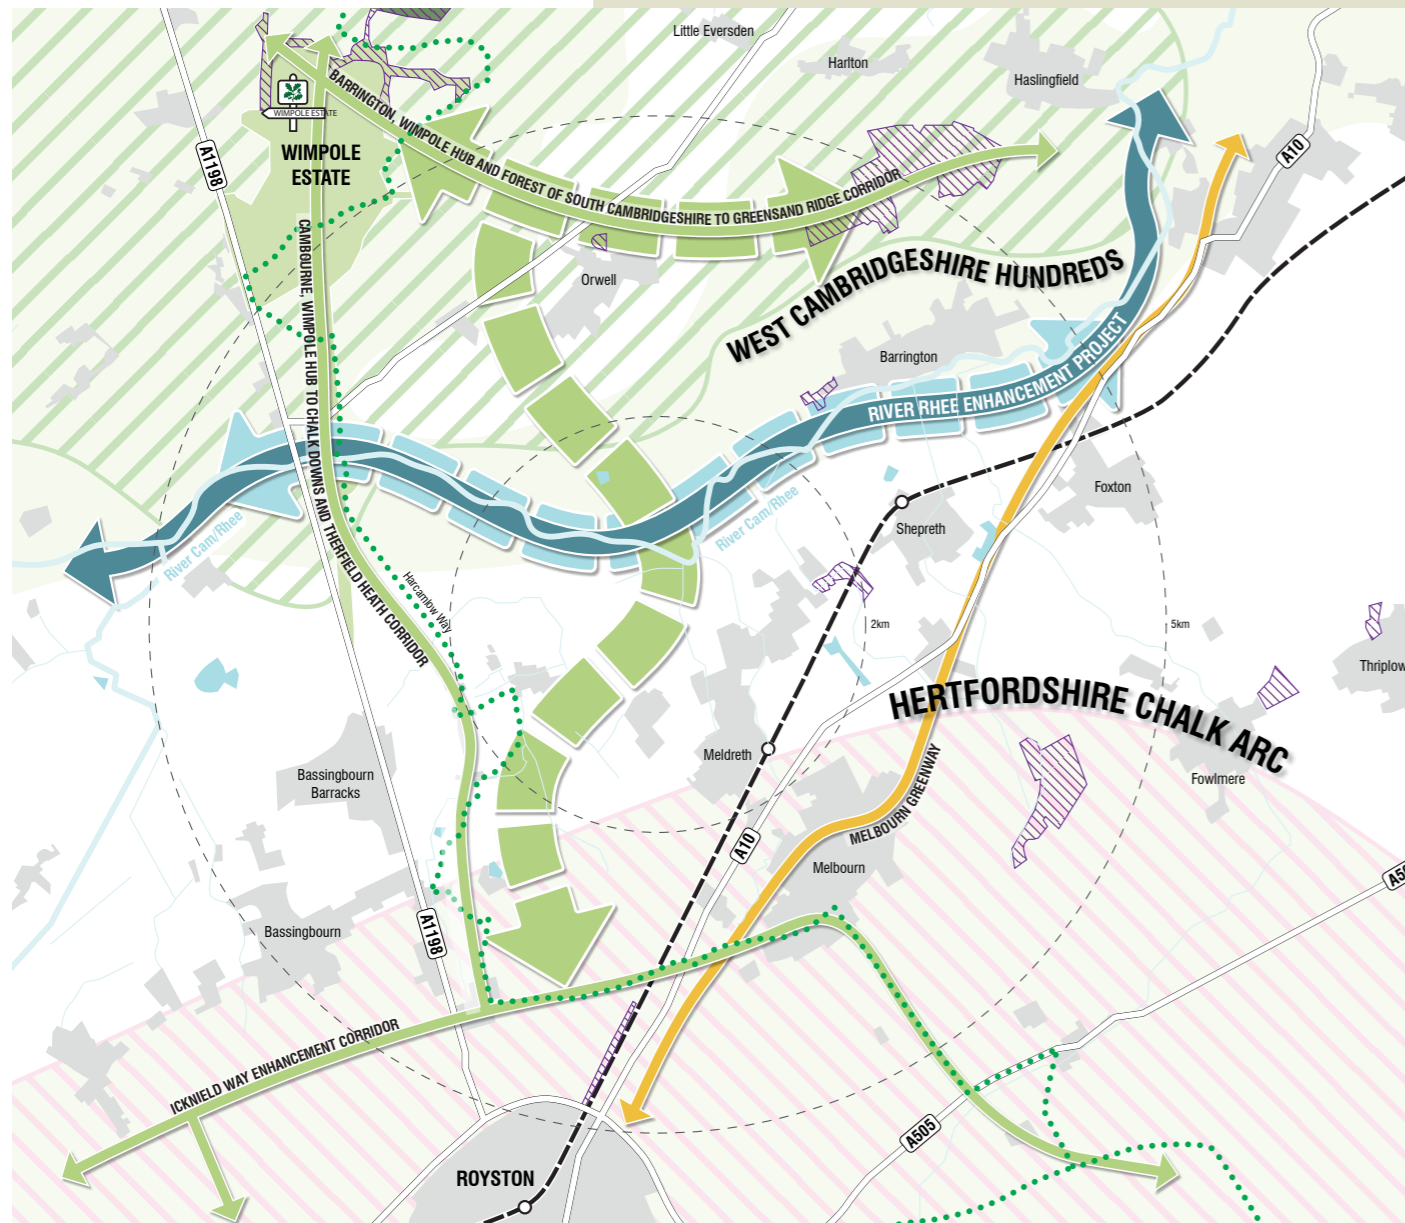 Little Eversden
Harlton
Haslingfield
WIMPOLE ESTATE
WIMPOLE
ESTATE
A1198
A10
BARRINGTON, WIMPOLE HUB AND FOREST OF SOUTH CAMBRIDGESHIRE TO GREENSAND RIDGE CORRIDOR
CAMBOURNE, WIMPOLE HUB TO CHALK DOWNS AND THERFIELD HEATH CORRIDOR
Orwell
WEST CAMBRIDGESHIRE HUNDREDS
Barrington
RIVER RHEE ENHANCEMENT PROJECT
River Cam/Rhee
River Cam/Rhee
Foxton
Shepreth
Harcamlow Way
2km
5km
Thriplow
HERTFORDSHIRE CHALK ARC
Meldreth
Bassingbourn
Barracks
Fowlmere
MELBOURN GREENWAY
A10
Melbourn
A50
Bassingbourn
A1198
ICKNIELD WAY ENHANCEMENT CORRIDOR
A505
ROYSTON